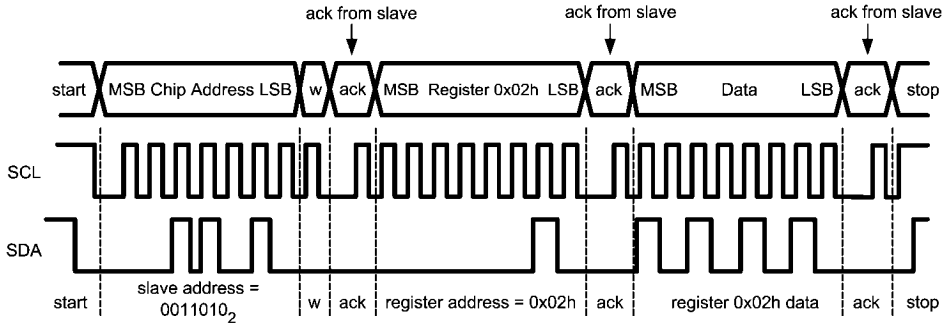 ack from slave ack from slave ack from slave
start MSB Chip Address LSB w ack MSB Register 0x02h LSB ack MSB Data LSB ack stop
SCL
SDA
start slave address = w ack register address = 0x02h ack register 0x02h data ack stop
0011010₂